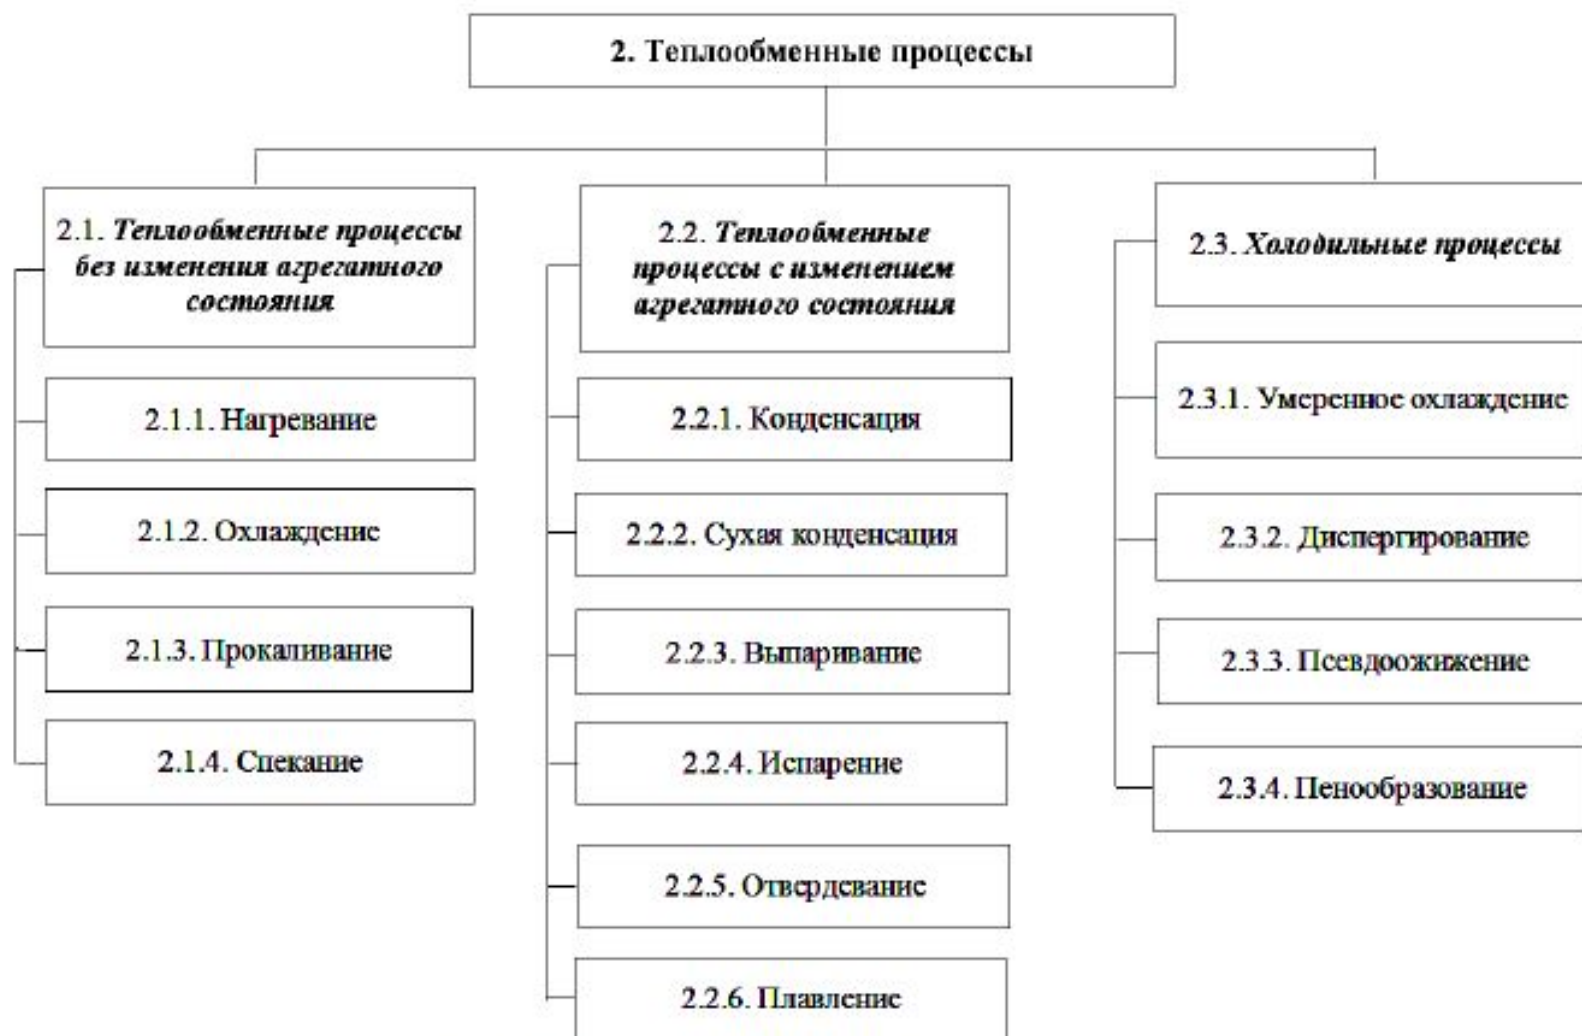 2. Теплообменные процессы
2.1. Теплообменные процессы
без изменения агрегатного
состояния
2.1.1. Нагревание
2.1.2. Охлаждение
2.1.3. Прокаливание
2.1.4. Спекание
2.2. Теплообменные
процессы с изменением
агрегатного состояния
2.2.1. Конденсация
2.2.2. Сухая конденсация
2.2.3. Выпаривание
2.2.4. Испарение
2.2.5. Отвердевание
2.2.6. Плавление
2.3. Холодильные процессы
2.3.1. Умеренное охлаждение
2.3.2. Диспергирование
2.3.3. Псевдоожижение
2.3.4. Пенообразование